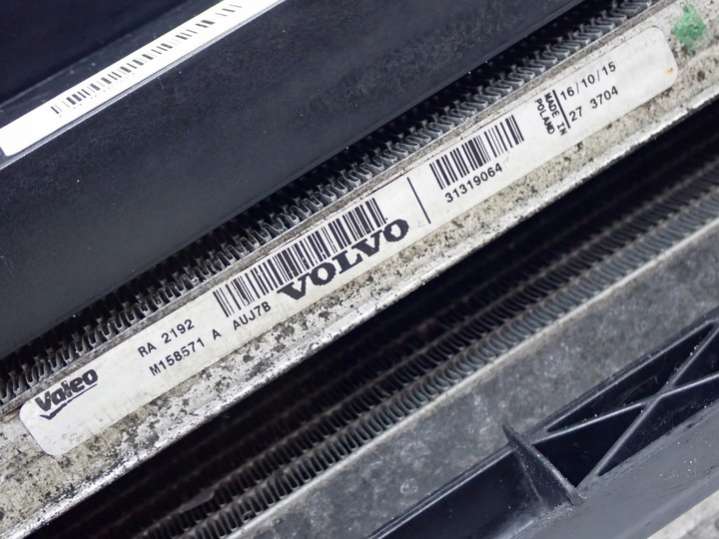 Valeo
RA 2192
M158571 A AUJ7B
VOLVO
31319064
MADE IN
POLAND
16/10/15
27 3704